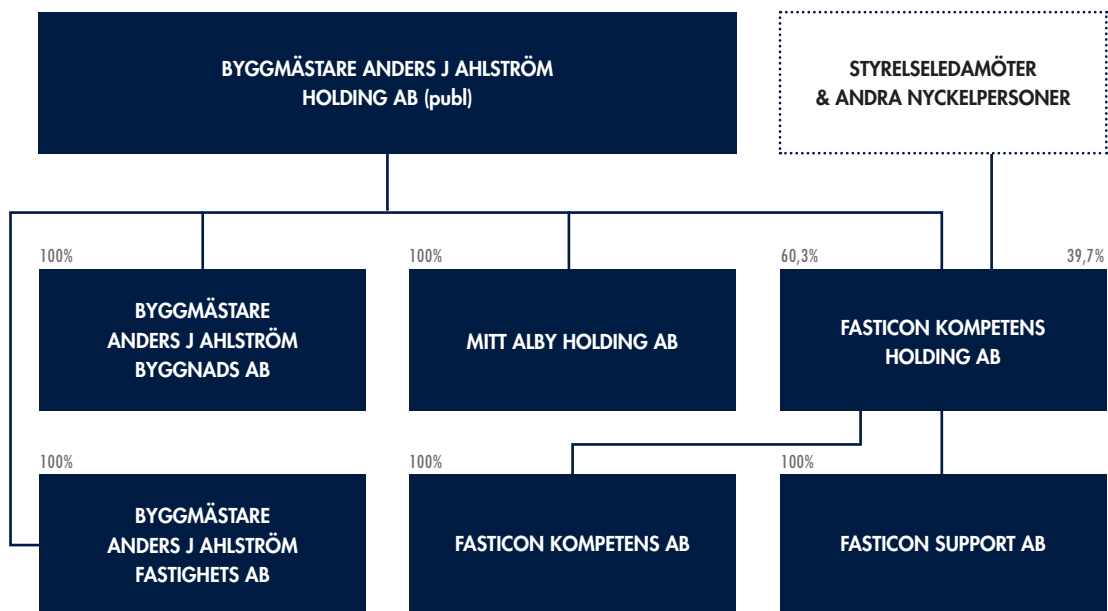 BYGGMÄSTARE ANDERS J AHLSTRÖM
HOLDING AB (publ)
STYRELSELEDAMÖTER
& ANDRA NYCKELPERSONER
100%
BYGGMÄSTARE
ANDERS J AHLSTRÖM
BYGGNADS AB
100%
MITT ALBY HOLDING AB
60,3%
39,7%
FASTICON KOMPETENS
HOLDING AB
100%
BYGGMÄSTARE
ANDERS J AHLSTRÖM
FASTIGHETS AB
100%
FASTICON KOMPETENS AB
100%
FASTICON SUPPORT AB